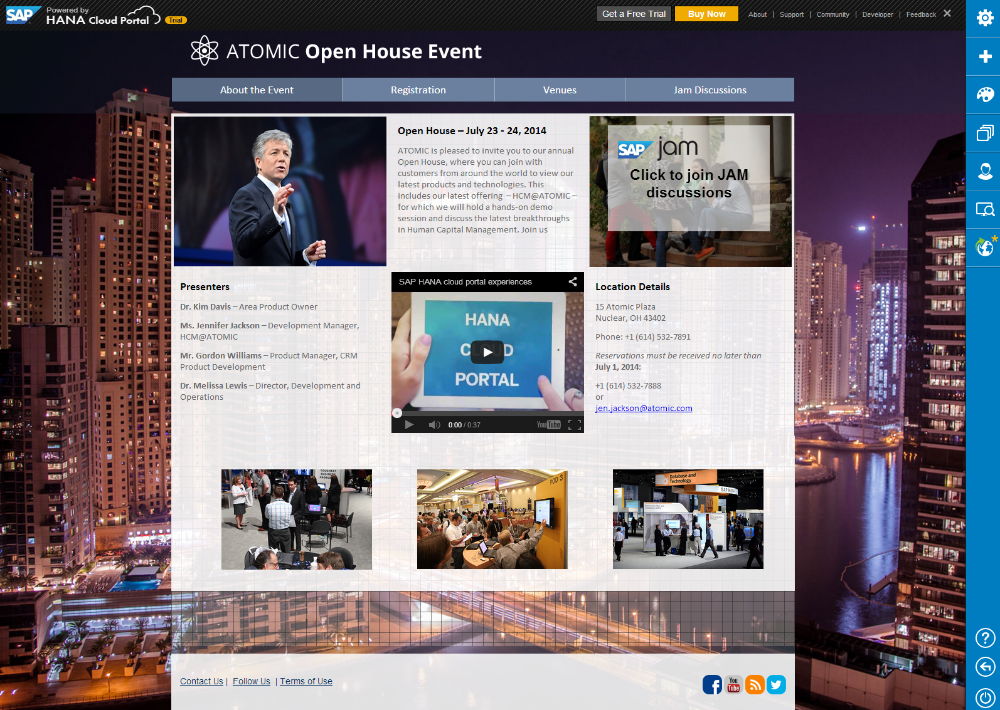 SAP
Powered by
HANA Cloud Portal
Trial
Get a Free Trial
Buy Now
About | Support | Community | Developer | Feedback
ATOMIC Open House Event
About the Event
Registration
Venues
Jam Discussions
Open House – July 23 - 24, 2014
ATOMIC is pleased to invite you to our annual
Open House, where you can join with
customers from around the world to view our
latest products and technologies. This
includes our latest offering – HCM@ATOMIC –
for which we will hold a hands-on demo
session and discuss the latest breakthroughs
in Human Capital Management. Join us
SAP jam
Click to join JAM
discussions
Presenters
Dr. Kim Davis – Area Product Owner
Ms. Jennifer Jackson – Development Manager,
HCM@ATOMIC
Mr. Gordon Williams – Product Manager, CRM
Product Development
Dr. Melissa Lewis – Director, Development and
Operations
SAP HANA cloud portal experiences
HANA
CLOUD
PORTAL
0:00 / 0:37
YouTube
Location Details
15 Atomic Plaza
Nuclear, OH 43402
Phone: +1 (614) 532-7891
Reservations must be received no later than
July 1, 2014:
+1 (614) 532-7888
or
jen.jackson@atomic.com
TOUGHEST
BUSINESS
PROBLEM
POD 3
Database and
Technology
SAP HANA
Contact Us | Follow Us | Terms of Use
You
Tube